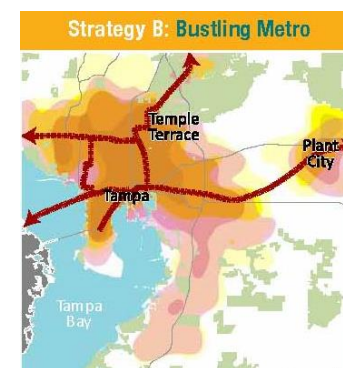 Strategy B: Bustling Metro
Temple
Terrace
Plant
City
Tampa
Tampa
Bay